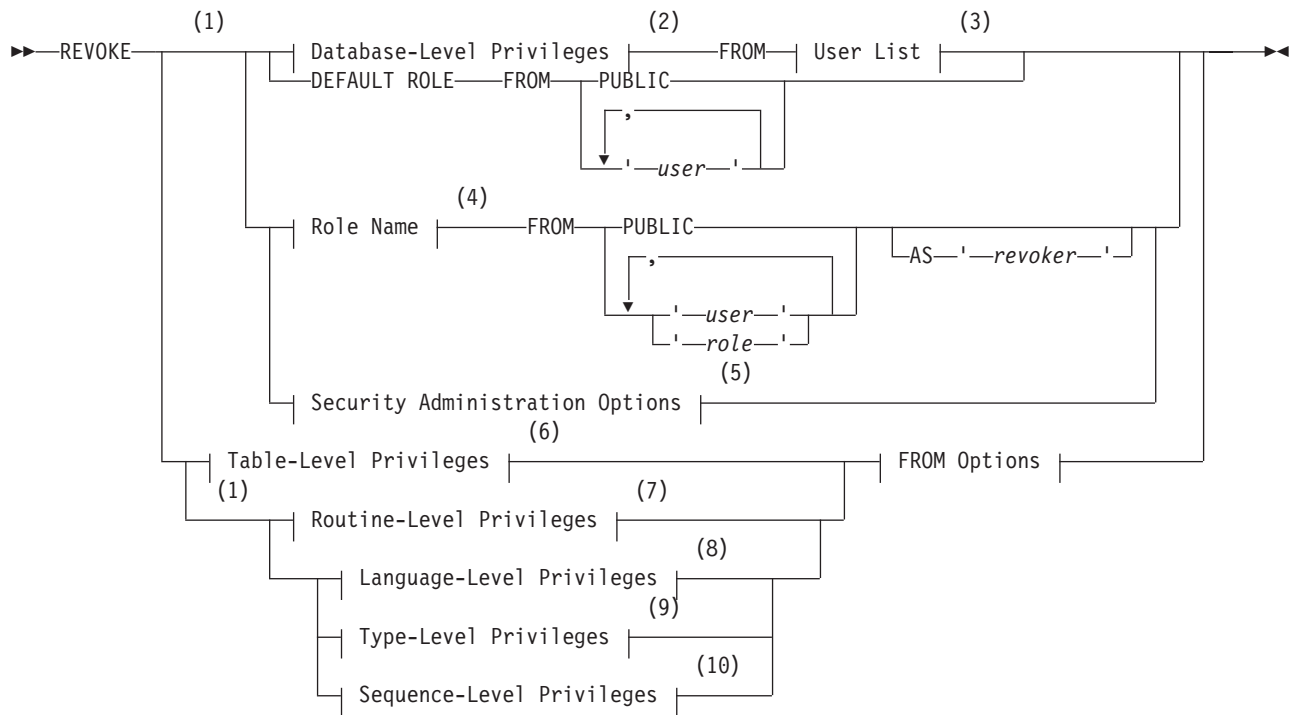 (1) (2) (3)
REVOKE Database-Level Privileges FROM User List
DEFAULT ROLE FROM PUBLIC
,
' user '
(4)
Role Name FROM PUBLIC
AS ' revoker '
,
' user '
' role '
(5)
Security Administration Options
(6)
Table-Level Privileges FROM Options
(1) (7)
Routine-Level Privileges
(8)
Language-Level Privileges
(9)
Type-Level Privileges
(10)
Sequence-Level Privileges